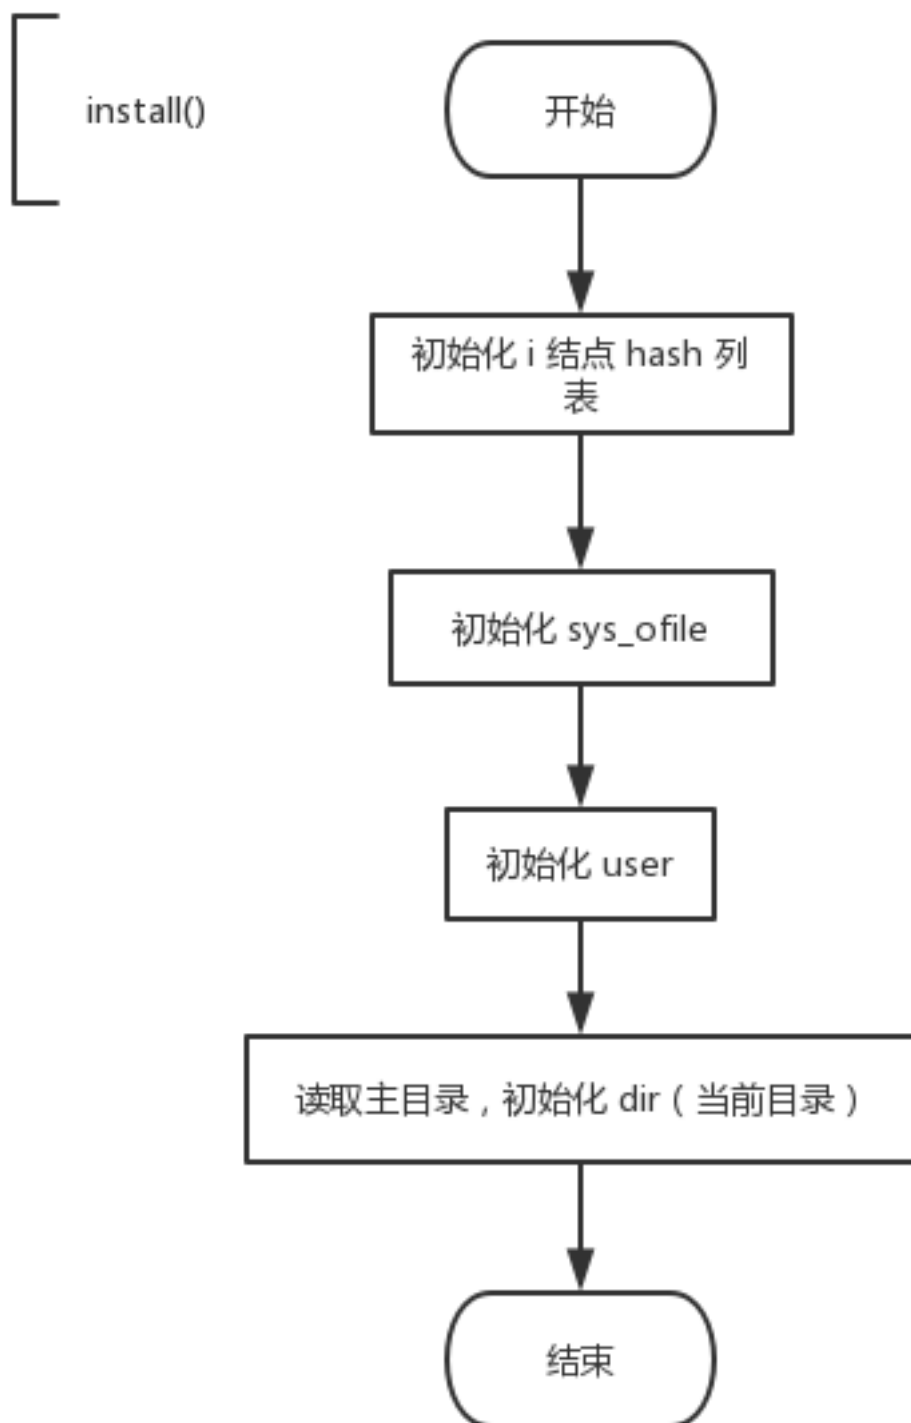 install()
开始
初始化 i 结点 hash 列
表
初始化 sys_ofile
初始化 user
读取主目录，初始化 dir（当前目录）
结束